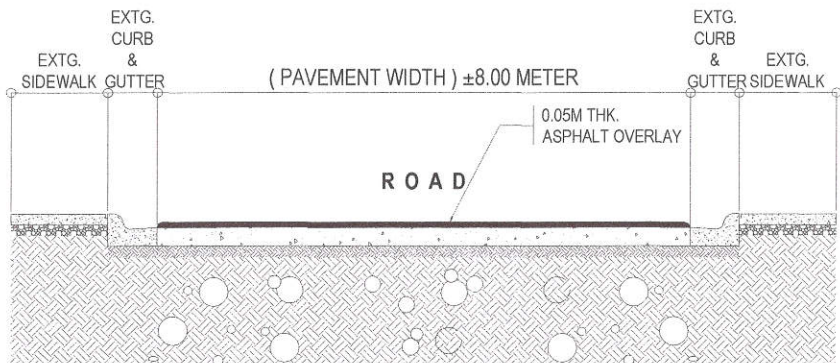 EXTG.
SIDEWALK
EXTG.
CURB
&
GUTTER
( PAVEMENT WIDTH ) ±8.00 METER
EXTG.
CURB
&
GUTTER
EXTG.
SIDEWALK
0.05M THK.
ASPHALT OVERLAY
ROAD